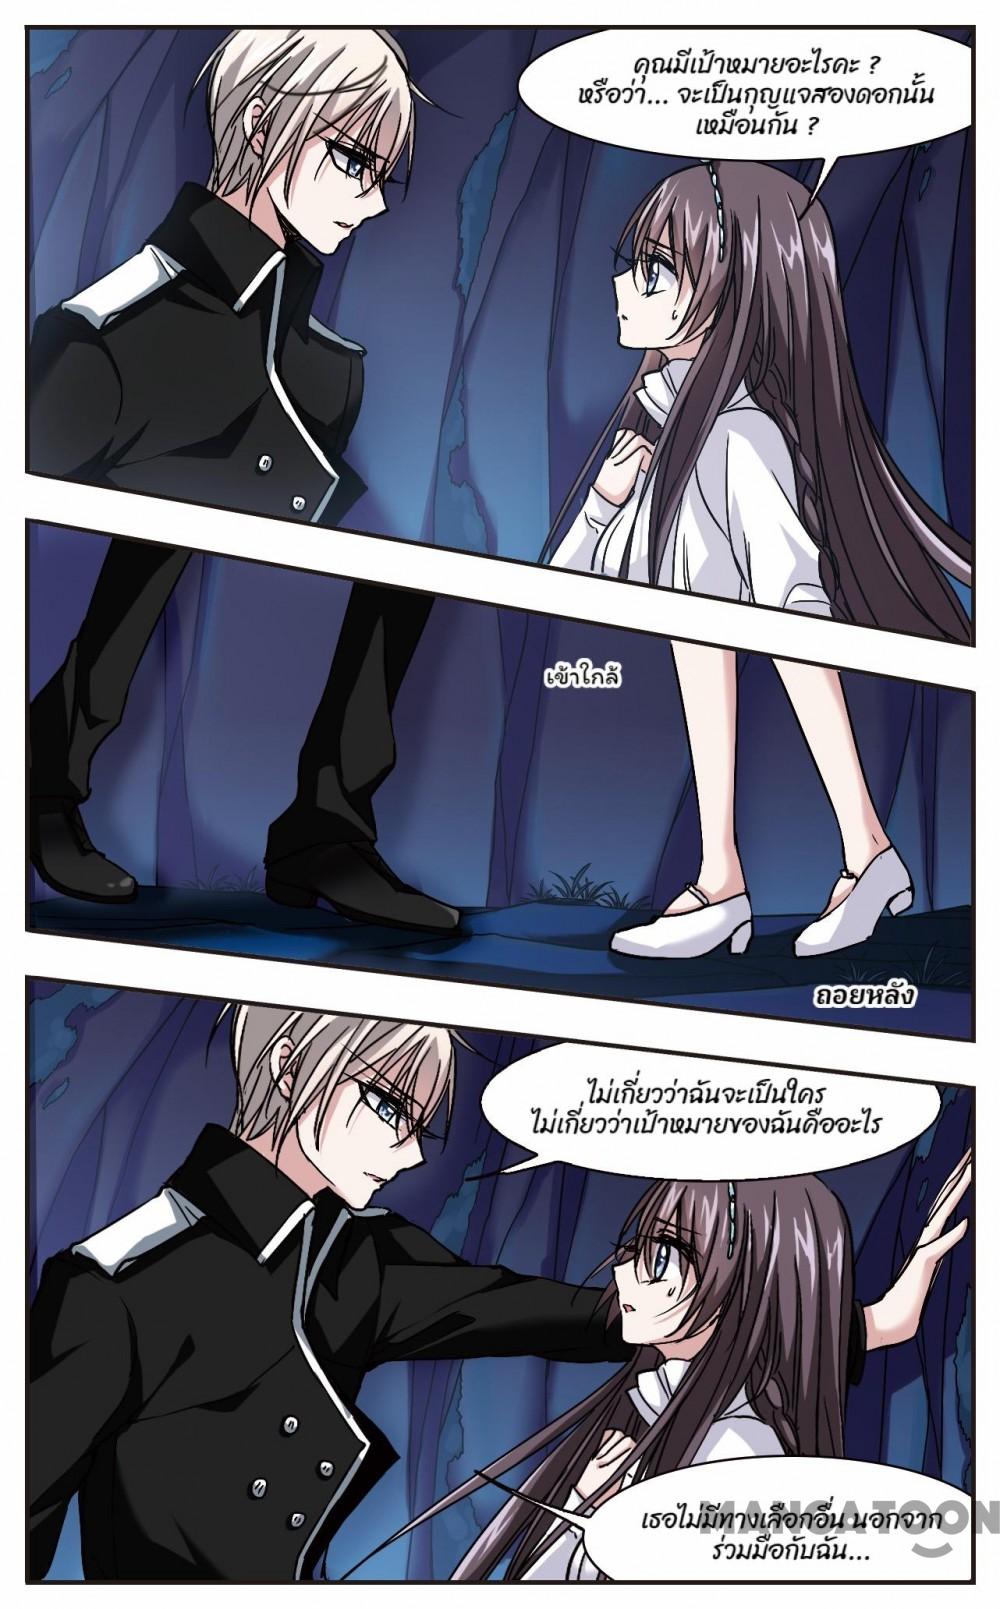 คุณมีเป้าหมายอะไรคะ ?
หรือว่า... จะเป็นกุญแจสองดอกนั้น
เหมือนกัน ?
เข้าใกล้
ถอยหลัง
ไม่เกี่ยวว่าฉันจะเป็นใคร
ไม่เกี่ยวว่าเป้าหมายของฉันคืออะไร
เธอไม่มีทางเลือกอื่น นอกจาก
ร่วมมือกับฉัน...
MANGATOON